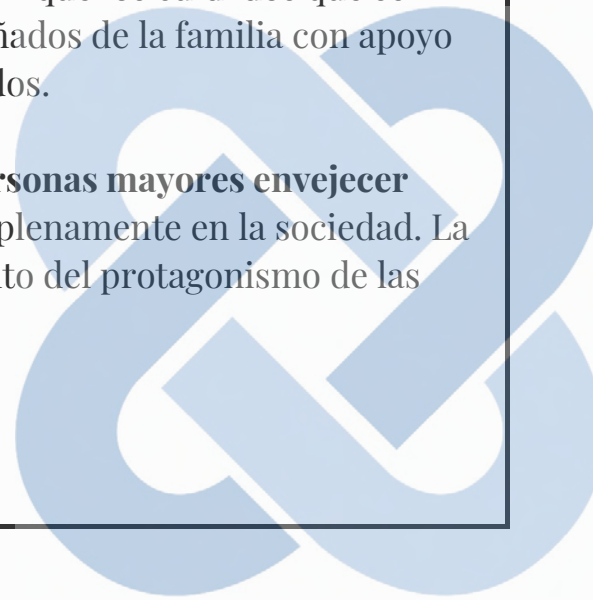 ñados de la familia con apoyo
los.
rsonas mayores envejecer
plenamente en la sociedad. La
to del protagonismo de las